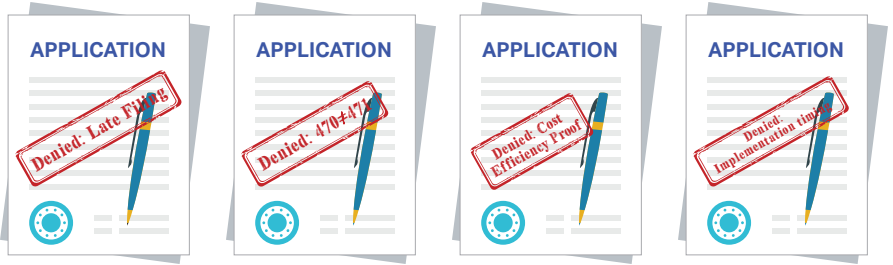 APPLICATION
Denied: Late Filing
APPLICATION
Denied: 470≠471
APPLICATION
Denied: Cost
Efficiency Proof
APPLICATION
Denied:
Implementation timing